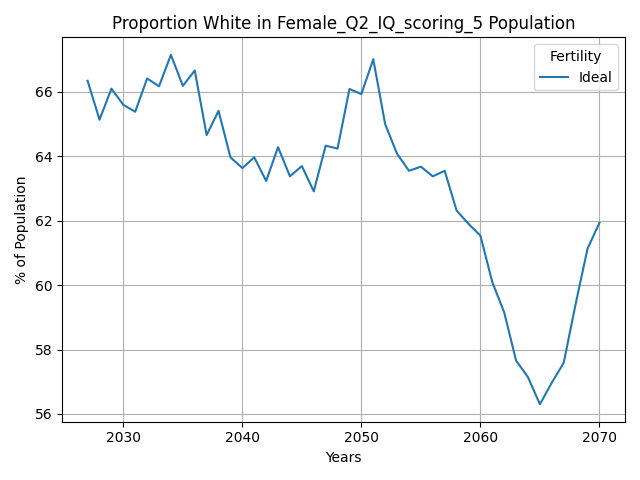 Proportion White in Female_Q2_IQ_scoring_5 Population
Fertility
Ideal
% of Population
66
64
62
60
58
56
2030 2040 2050 2060 2070
Years